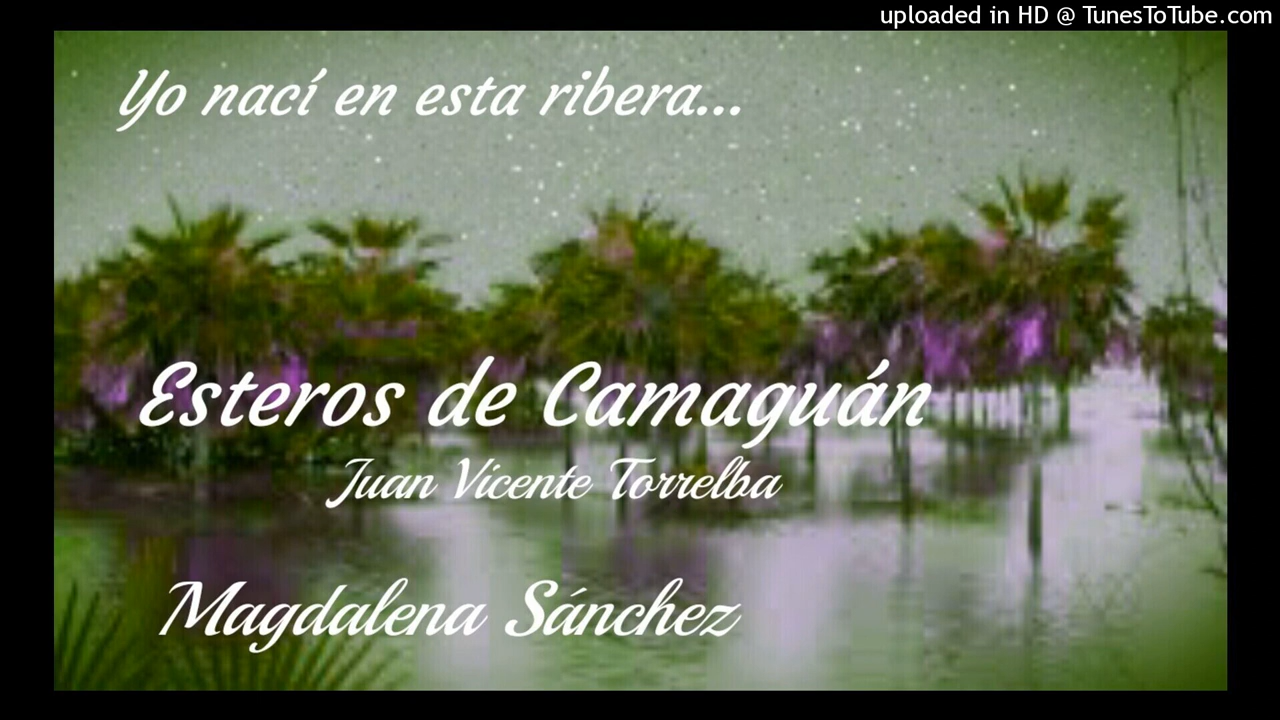 uploaded in HD @ TunesToTube.com
Yo nací en esta ribera...
Esteros de Camaguán
Juan Vicente Torrelba
Magdalena Sánchez